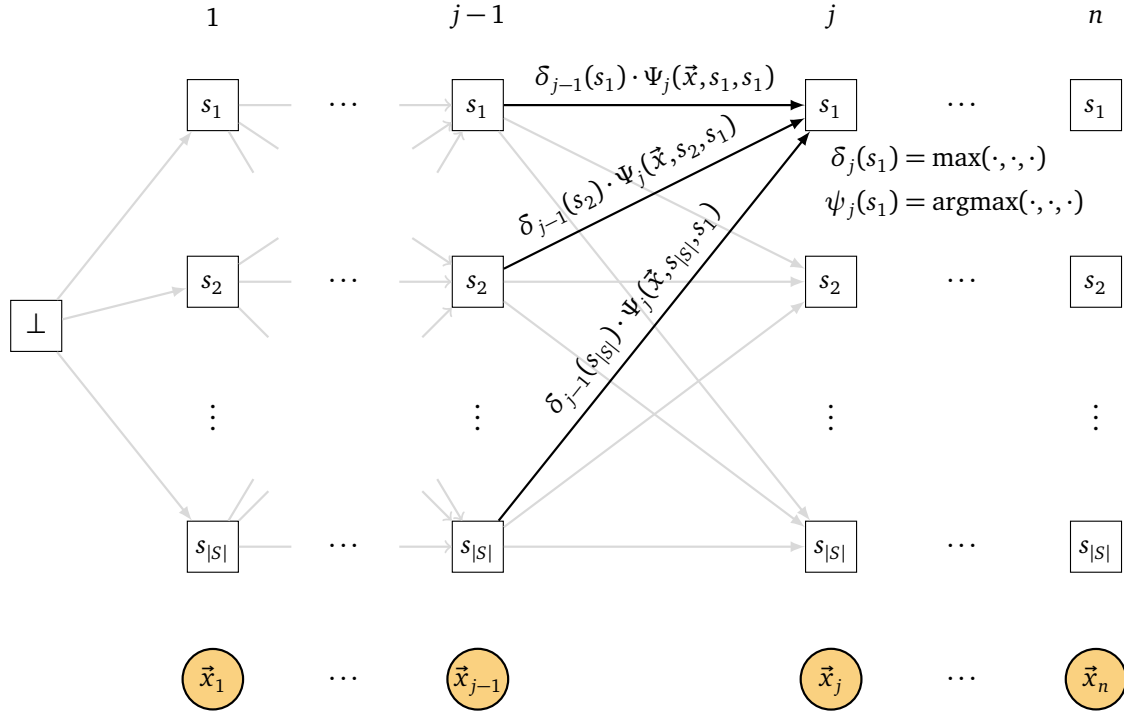 1 j − 1 j n
δ_{j−1}(s_1) · Ψ_j(x⃗, s_1, s_1)
s_1 ⋯ s_1 s_1 ⋯ s_1
δ_{j−1}(s_2) · Ψ_j(x⃗, s_2, s_1)
δ_j(s_1) = max(·, ·, ·)
ψ_j(s_1) = argmax(·, ·, ·)
δ_{j−1}(s_{|S|}) · Ψ_j(x⃗, s_{|S|}, s_1)
s_2 ⋯ s_2 s_2 ⋯ s_2
⊥
⋮ ⋮ ⋮ ⋮
s_{|S|} ⋯ s_{|S|} s_{|S|} ⋯ s_{|S|}
x⃗_1 ⋯ x⃗_{j−1} x⃗_j ⋯ x⃗_n